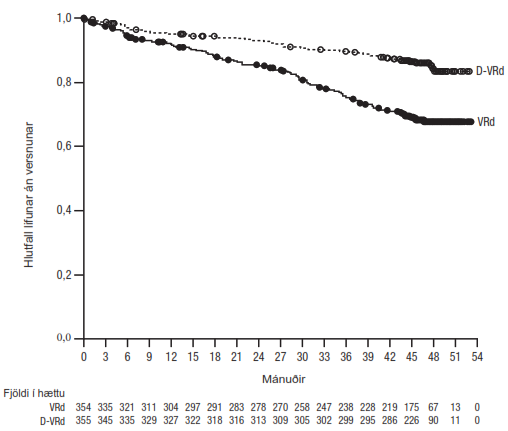 Hlutfall lifunar án versnunar
1,0
0,8
0,6
0,4
0,2
0,0
D-VRd
VRd
0 3 6 9 12 15 18 21 24 27 30 33 36 39 42 45 48 51 54
Mánuðir
Fjöldi í hættu
VRd 354 335 321 311 304 297 291 283 278 270 258 247 238 228 219 175 67 13 0
D-VRd 355 345 335 329 327 322 318 316 313 309 305 302 299 295 286 226 90 11 0